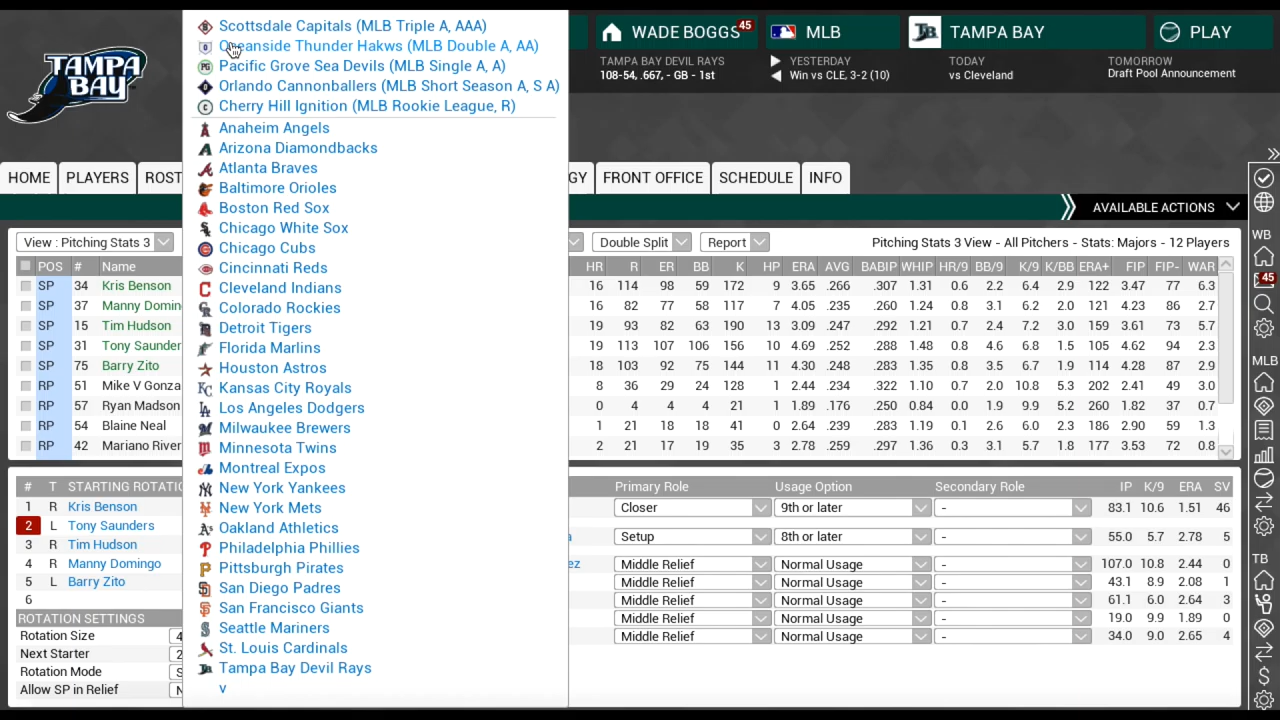 TAMPA BAY
WADE BOGGS 45
MLB
TAMPA BAY
PLAY
TAMPA BAY DEVIL RAYS
108-54, .667, - GB - 1st
YESTERDAY
Win vs CLE, 3-2 (10)
TODAY
vs Cleveland
TOMORROW
Draft Pool Announcement
Scottsdale Capitals (MLB Triple A, AAA)
Oceanside Thunder Hakws (MLB Double A, AA)
Pacific Grove Sea Devils (MLB Single A, A)
Orlando Cannonballers (MLB Short Season A, S A)
Cherry Hill Ignition (MLB Rookie League, R)
Anaheim Angels
Arizona Diamondbacks
Atlanta Braves
Baltimore Orioles
Boston Red Sox
Chicago White Sox
Chicago Cubs
Cincinnati Reds
Cleveland Indians
Colorado Rockies
Detroit Tigers
Florida Marlins
Houston Astros
Kansas City Royals
Los Angeles Dodgers
Milwaukee Brewers
Minnesota Twins
Montreal Expos
New York Yankees
New York Mets
Oakland Athletics
Philadelphia Phillies
Pittsburgh Pirates
San Diego Padres
San Francisco Giants
Seattle Mariners
St. Louis Cardinals
Tampa Bay Devil Rays
v
HOME PLAYERS ROST GY FRONT OFFICE SCHEDULE INFO
AVAILABLE ACTIONS
View : Pitching Stats 3 Double Split Report Pitching Stats 3 View - All Pitchers - Stats: Majors - 12 Players
POS # Name HR R ER BB K HP ERA AVG BABIP WHIP HR/9 BB/9 K/9 K/BB ERA+ FIP FIP- WAR
SP 34 Kris Benson 16 114 98 59 172 9 3.65 .266 .307 1.31 0.6 2.2 6.4 2.9 122 3.47 77 6.3
SP 37 Manny Domin 16 82 77 58 117 7 4.05 .235 .260 1.24 0.8 3.1 6.2 2.0 121 4.23 86 2.7
SP 15 Tim Hudson 19 93 82 63 190 13 3.09 .247 .292 1.21 0.7 2.4 7.2 3.0 159 3.61 73 5.7
SP 31 Tony Saunder 19 113 107 106 156 10 4.69 .252 .288 1.48 0.8 4.6 6.8 1.5 105 4.62 94 2.3
SP 75 Barry Zito 18 103 92 75 144 11 4.30 .248 .283 1.35 0.8 3.5 6.7 1.9 114 4.28 87 2.9
RP 51 Mike V Gonza 8 36 29 24 128 1 2.44 .234 .322 1.10 0.7 2.0 10.8 5.3 202 2.41 49 3.0
RP 57 Ryan Madson 0 4 4 4 21 1 1.89 .176 .250 0.84 0.0 1.9 9.9 5.2 260 1.82 37 0.7
RP 54 Blaine Neal 1 21 18 18 41 0 2.64 .239 .283 1.19 0.1 2.6 6.0 2.3 186 2.90 59 1.3
RP 42 Mariano River 2 21 17 19 35 3 2.78 .259 .297 1.36 0.3 3.1 5.7 1.8 177 3.53 72 0.8
# T STARTING ROTATIO
1 R Kris Benson
2 L Tony Saunders
3 R Tim Hudson
4 R Manny Domingo
5 L Barry Zito
6
ROTATION SETTINGS
Rotation Size 4
Next Starter 2
Rotation Mode S
Allow SP in Relief N
Primary Role Usage Option Secondary Role IP K/9 ERA SV
Closer 9th or later - 83.1 10.6 1.51 46
a Setup 8th or later - 55.0 5.7 2.78 5
ez Middle Relief Normal Usage - 107.0 10.8 2.44 0
Middle Relief Normal Usage - 43.1 8.9 2.08 1
Middle Relief Normal Usage - 61.1 6.0 2.64 3
Middle Relief Normal Usage - 19.0 9.9 1.89 0
Middle Relief Normal Usage - 34.0 9.0 2.65 4
WB
45
MLB
TB
$